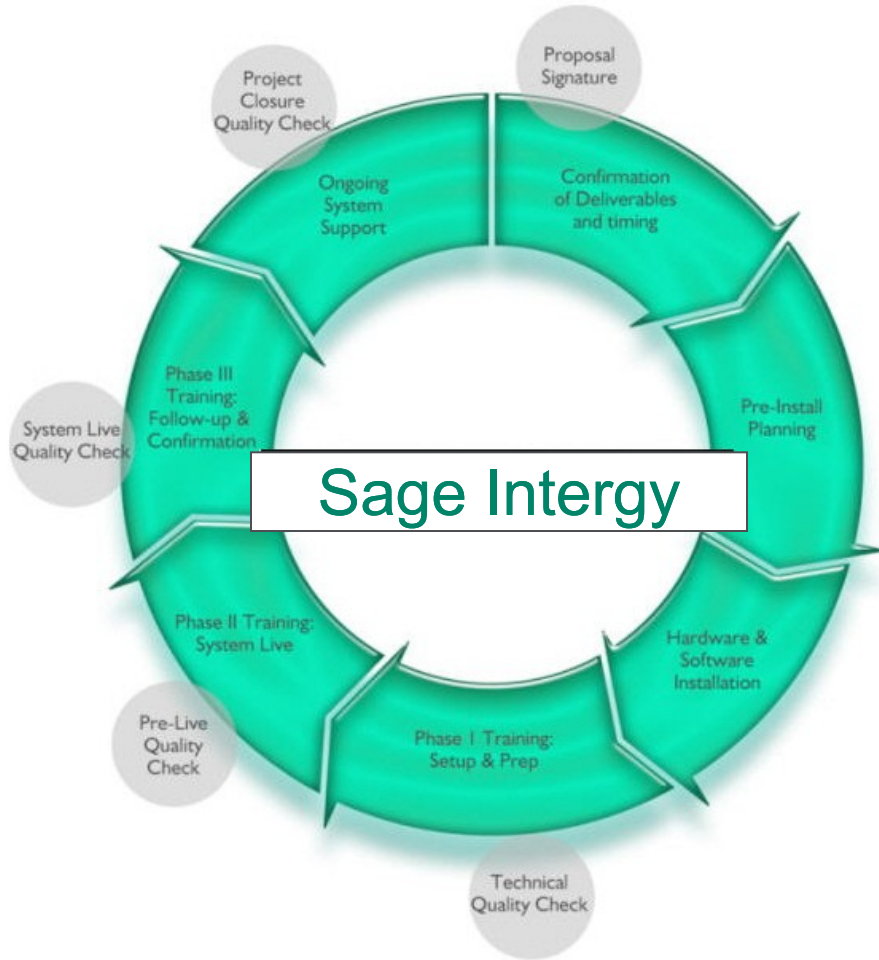 Proposal
Signature
Confirmation
of Deliverables
and timing
Pre-Install
Planning
Hardware &
Software
Installation
Technical
Quality Check
Phase I Training:
Setup & Prep
Pre-Live
Quality
Check
Phase II Training:
System Live
System Live
Quality Check
Phase III
Training:
Follow-up &
Confirmation
Project
Closure
Quality Check
Ongoing
System
Support
Sage Intergy